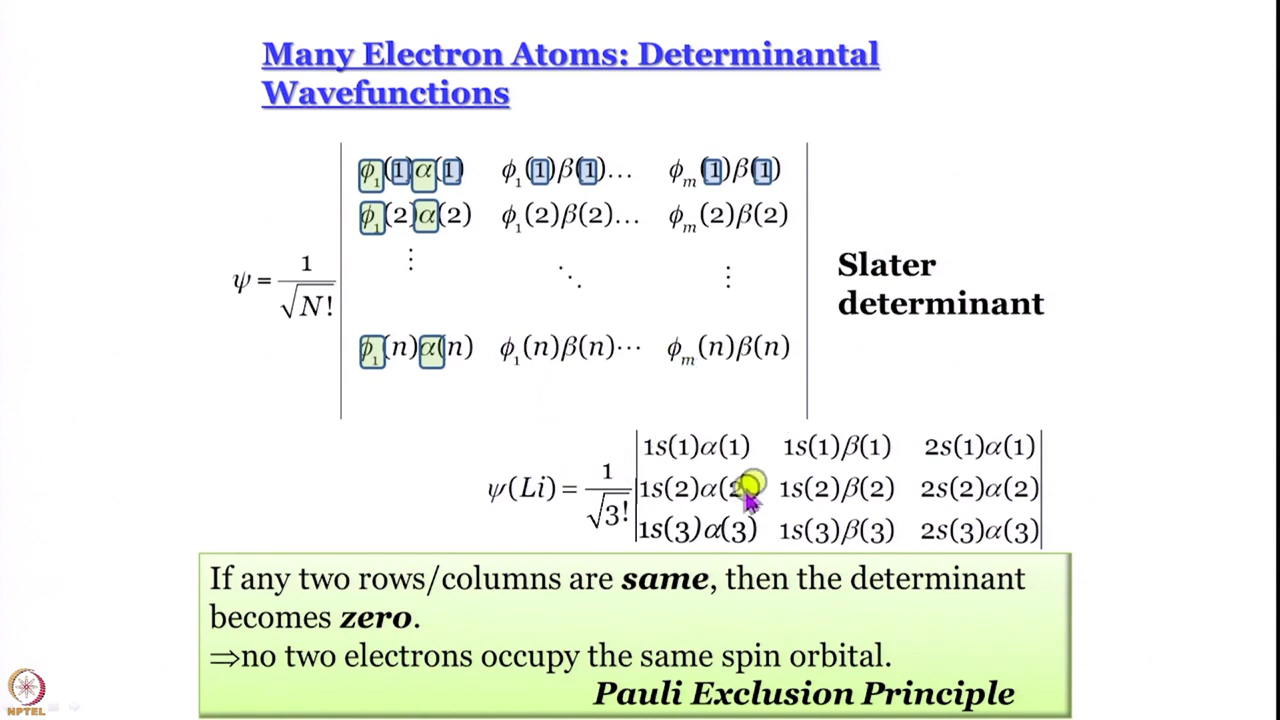 Many Electron Atoms: Determinantal
Wavefunctions
ϕ₁(1)α(1) ϕ₁(1)β(1)… ϕₘ(1)β(1)
ϕ₁(2)α(2) ϕ₁(2)β(2)… ϕₘ(2)β(2)
⋮ ⋱ ⋮
ψ = 1/√N!
ϕ₁(n)α(n) ϕ₁(n)β(n)⋯ ϕₘ(n)β(n)
Slater
determinant
1s(1)α(1) 1s(1)β(1) 2s(1)α(1)
ψ(Li) = 1/√3! 1s(2)α(2) 1s(2)β(2) 2s(2)α(2)
1s(3)α(3) 1s(3)β(3) 2s(3)α(3)
If any two rows/columns are same, then the determinant
becomes zero.
⇒no two electrons occupy the same spin orbital.
Pauli Exclusion Principle
NPTEL